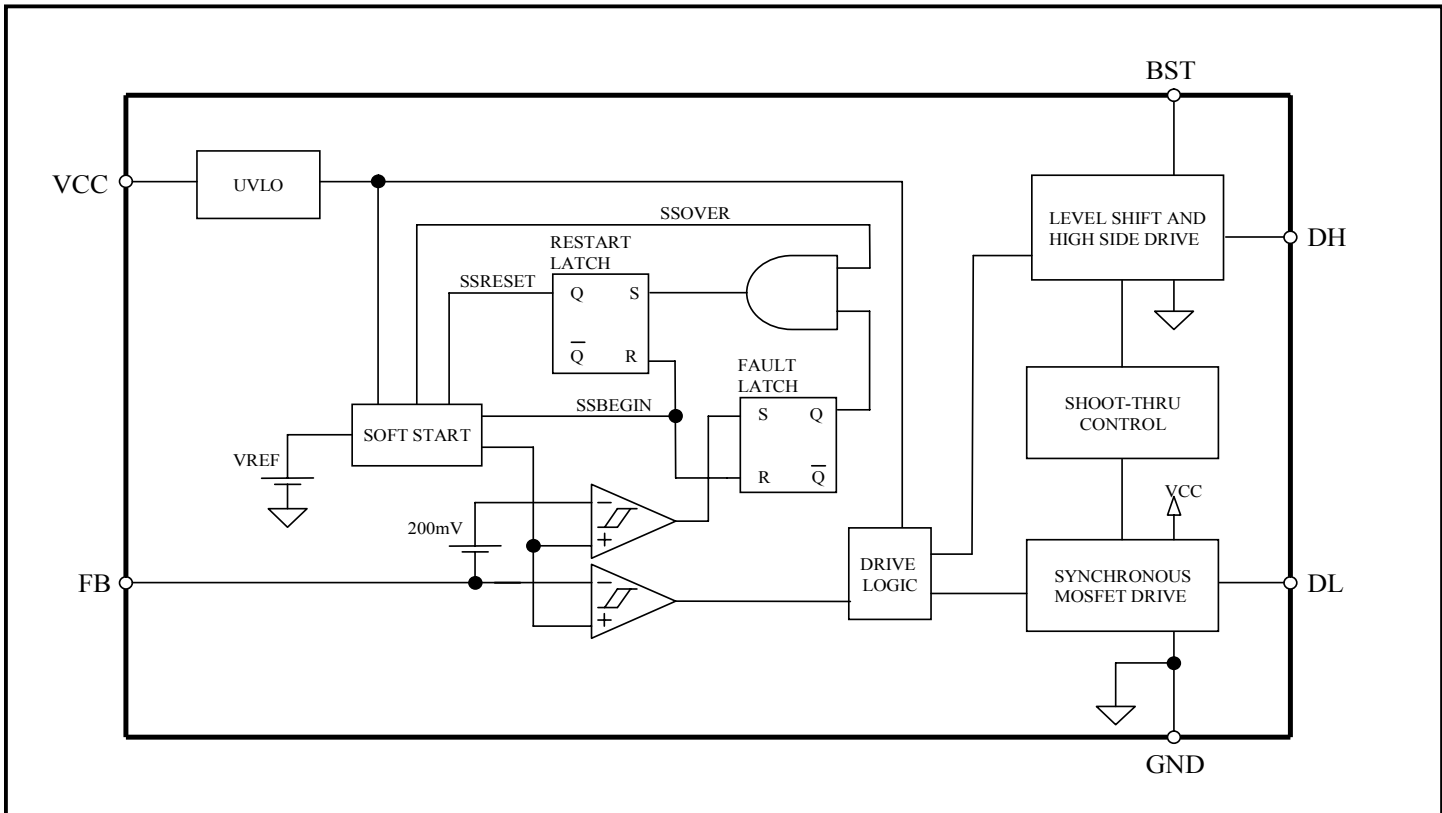 BST
VCC
UVLO
SSOVER
LEVEL SHIFT AND
HIGH SIDE DRIVE
DH
RESTART
LATCH
SSRESET
Q S
Q̅ R
FAULT
LATCH
SSBEGIN
S Q
R Q̅
SHOOT-THRU
CONTROL
SOFT START
VREF
VCC
200mV
−
+
FB
−
+
DRIVE
LOGIC
SYNCHRONOUS
MOSFET DRIVE
DL
GND